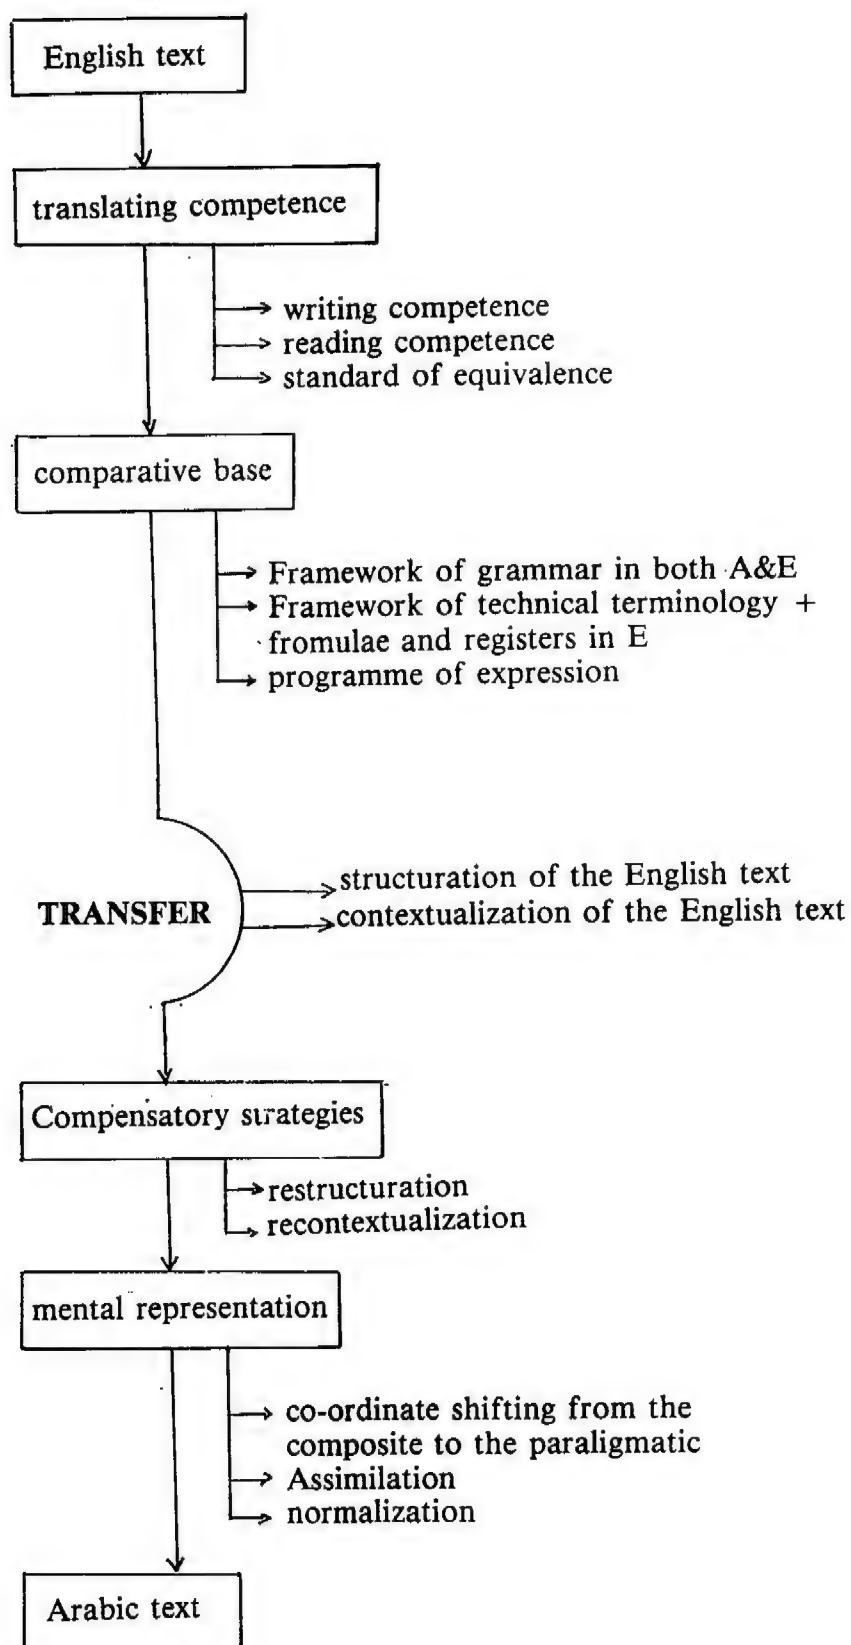 English text
translating competence
writing competence
reading competence
standard of equivalence
comparative base
Framework of grammar in both A&E
Framework of technical terminology +
fromulae and registers in E
programme of expression
TRANSFER
structuration of the English text
contextualization of the English text
Compensatory strategies
restructuration
recontextualization
mental representation
co-ordinate shifting from the
composite to the paraligmatic
Assimilation
normalization
Arabic text